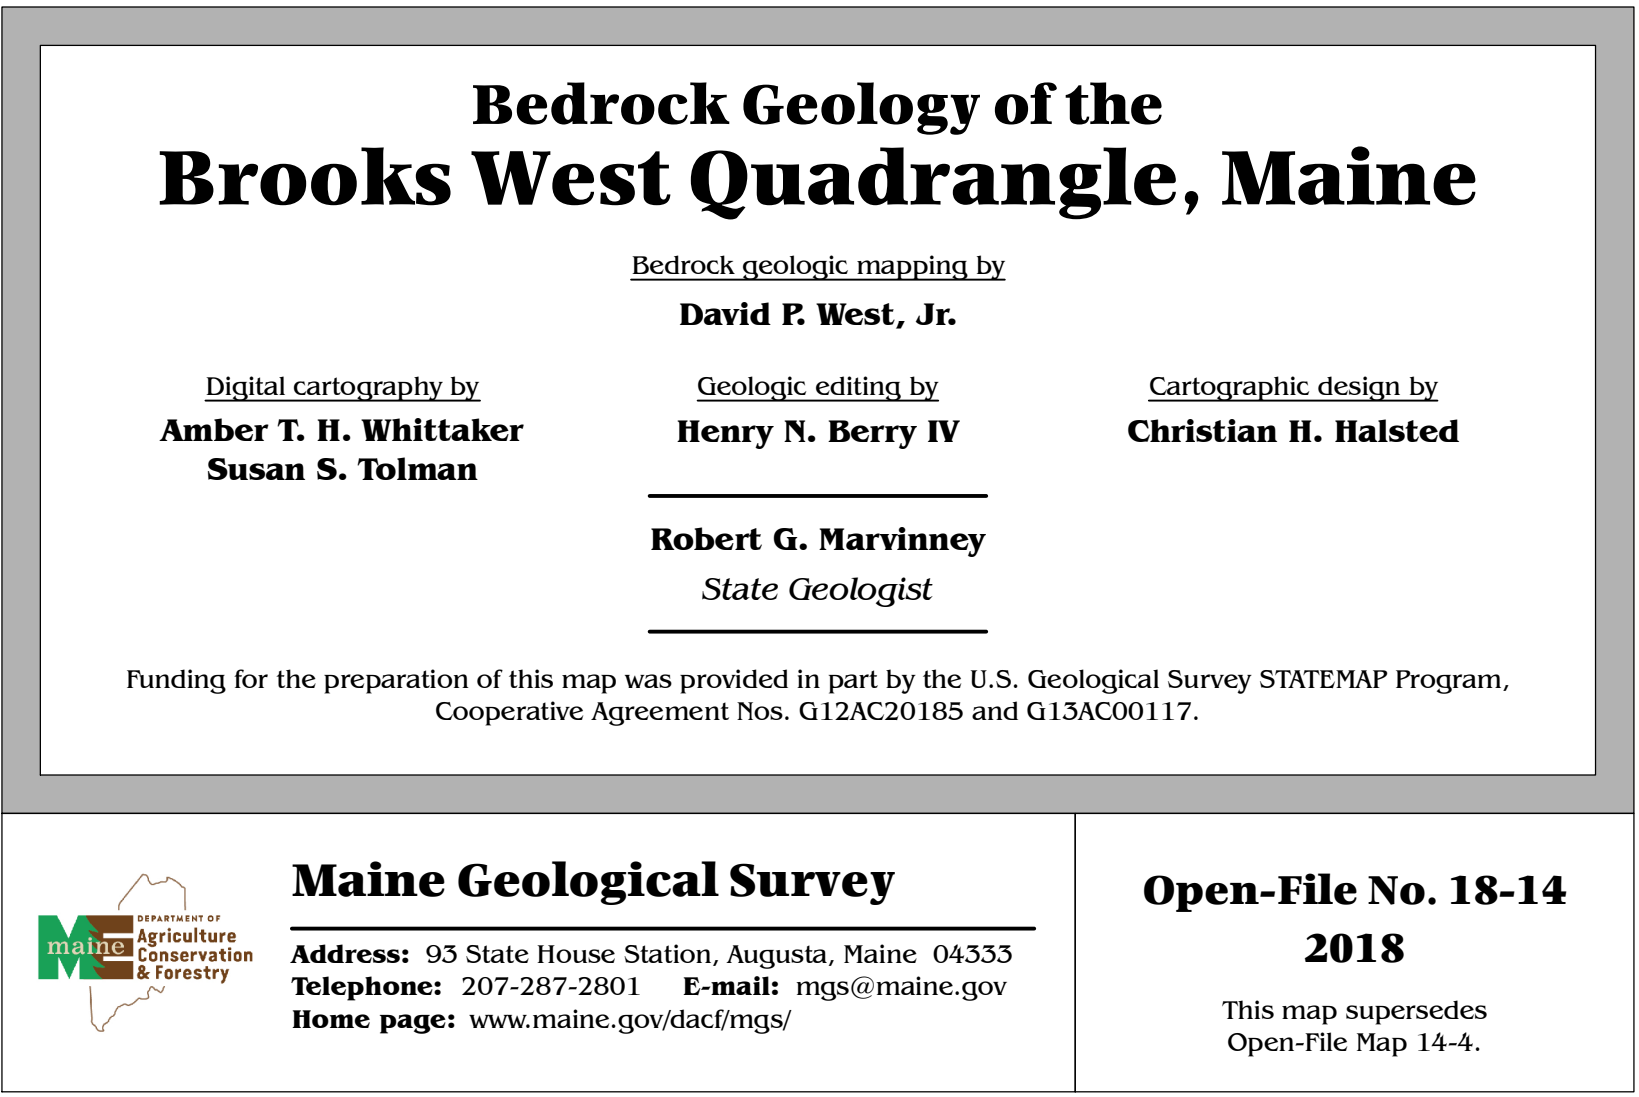 Bedrock Geology of the
Brooks West Quadrangle, Maine
Bedrock geologic mapping by
David P. West, Jr.
Digital cartography by
Amber T. H. Whittaker
Susan S. Tolman
Geologic editing by
Henry N. Berry IV
Cartographic design by
Christian H. Halsted
Robert G. Marvinney
State Geologist
Funding for the preparation of this map was provided in part by the U.S. Geological Survey STATEMAP Program,
Cooperative Agreement Nos. G12AC20185 and G13AC00117.
ME
maine
DEPARTMENT OF
Agriculture
Conservation
& Forestry
Maine Geological Survey
Address: 93 State House Station, Augusta, Maine 04333
Telephone: 207-287-2801 E-mail: mgs@maine.gov
Home page: www.maine.gov/dacf/mgs/
Open-File No. 18-14
2018
This map supersedes
Open-File Map 14-4.